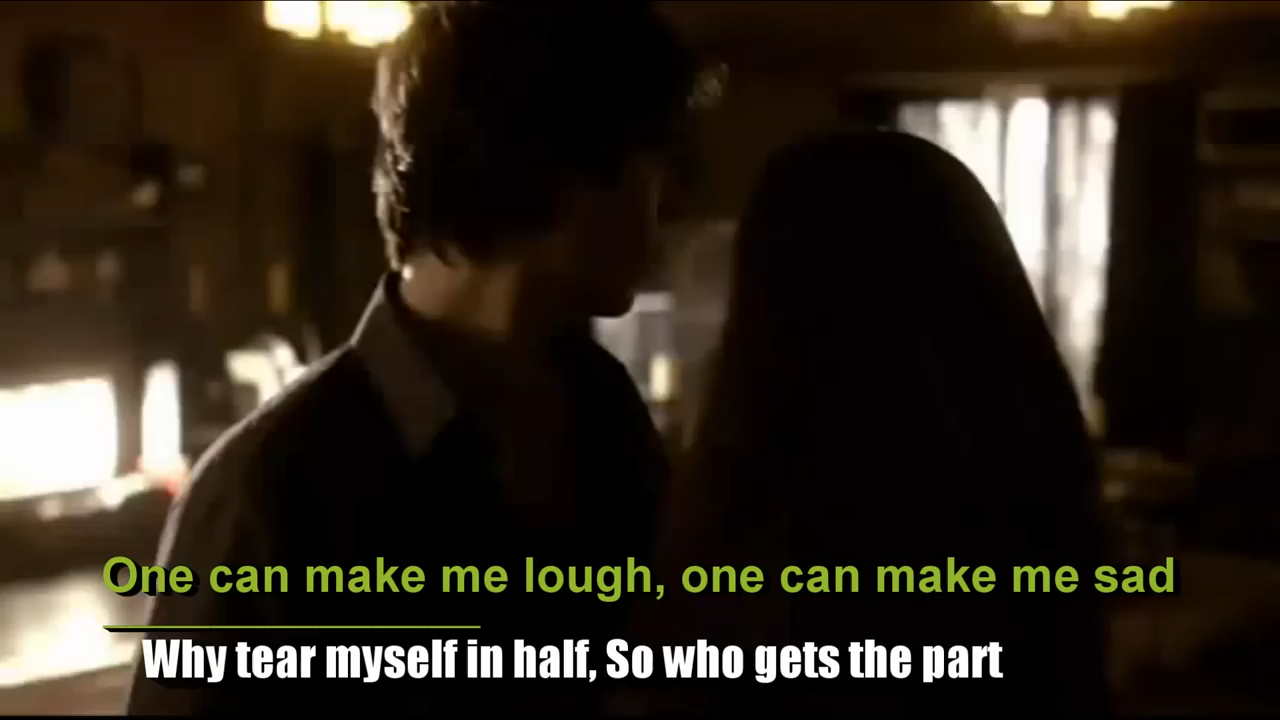 One can make me lough, one can make me sad
Why tear myself in half, So who gets the part